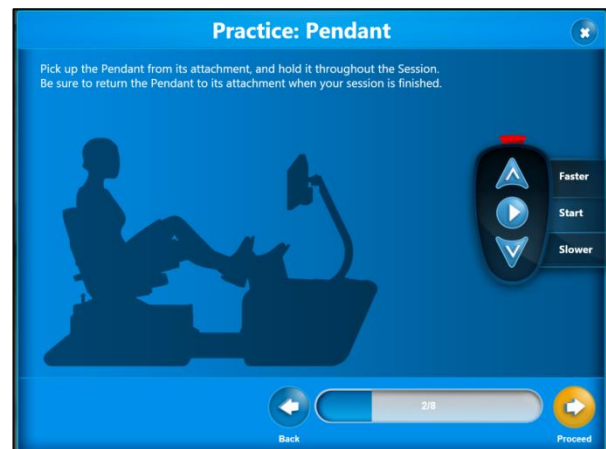 Practice: Pendant
Pick up the Pendant from its attachment, and hold it throughout the Session.
Be sure to return the Pendant to its attachment when your session is finished.
Faster
Start
Slower
2/8
Back
Proceed